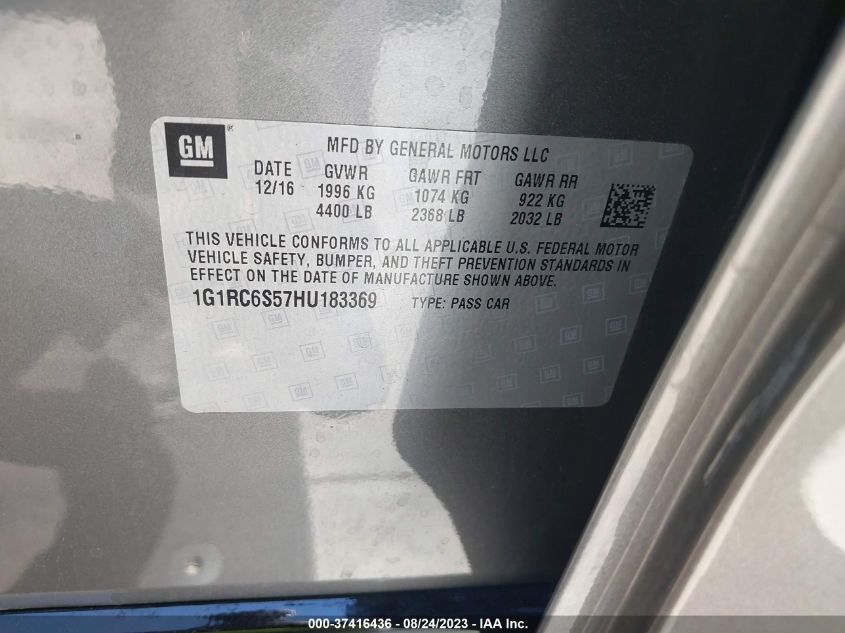 GM®
MFD BY GENERAL MOTORS LLC
DATE GVWR GAWR FRT GAWR RR
12/16 1996 KG 1074 KG 922 KG
4400 LB 2368 LB 2032 LB
THIS VEHICLE CONFORMS TO ALL APPLICABLE U.S. FEDERAL MOTOR
VEHICLE SAFETY, BUMPER, AND THEFT PREVENTION STANDARDS IN
EFFECT ON THE DATE OF MANUFACTURE SHOWN ABOVE.
1G1RC6S57HU183369 TYPE: PASS CAR
000-37416436 - 08/24/2023 - IAA Inc.